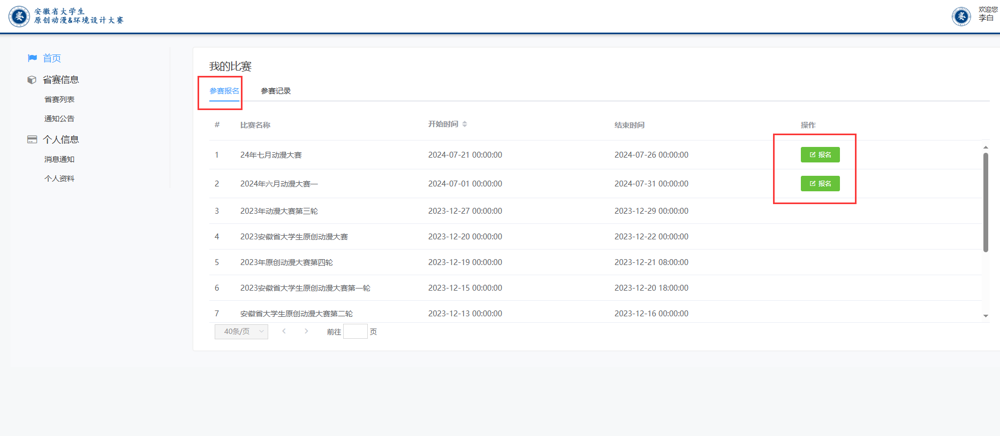 安徽省大学生
原创动漫&环境设计大赛
欢迎您
李白
首页
省赛信息
省赛列表
通知公告
个人信息
消息通知
个人资料
我的比赛
参赛报名 参赛记录
# 比赛名称 开始时间 结束时间 操作
1 24年七月动漫大赛 2024-07-21 00:00:00 2024-07-26 00:00:00 报名
2 2024年六月动漫大赛一 2024-07-01 00:00:00 2024-07-31 00:00:00 报名
3 2023年动漫大赛第三轮 2023-12-27 00:00:00 2023-12-29 00:00:00
4 2023安徽省大学生原创动漫大赛 2023-12-20 00:00:00 2023-12-22 00:00:00
5 2023年原创动漫大赛第四轮 2023-12-19 00:00:00 2023-12-21 08:00:00
6 2023安徽省大学生原创动漫大赛第一轮 2023-12-15 00:00:00 2023-12-20 18:00:00
7 安徽省大学生原创动漫大赛第二轮 2023-12-13 00:00:00 2023-12-16 00:00:00
40条/页 前往 页